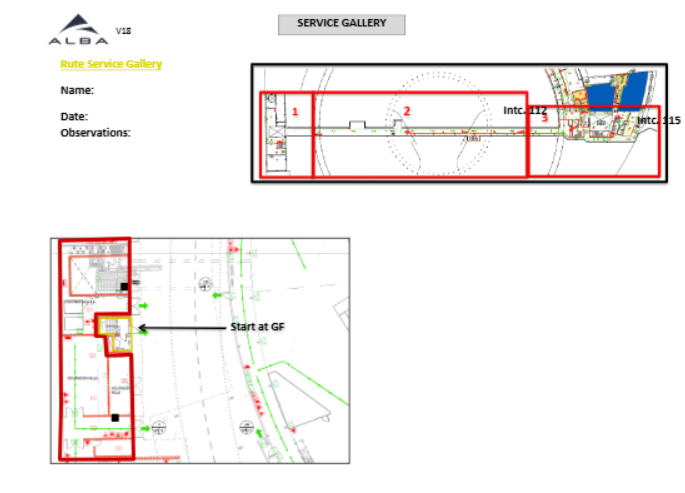 SERVICE GALLERY
ALBA
V18
Rute Service Gallery
Name:
Date:
Observations:
1
2
Intc. 112
3
Intc. 115
Start at GF